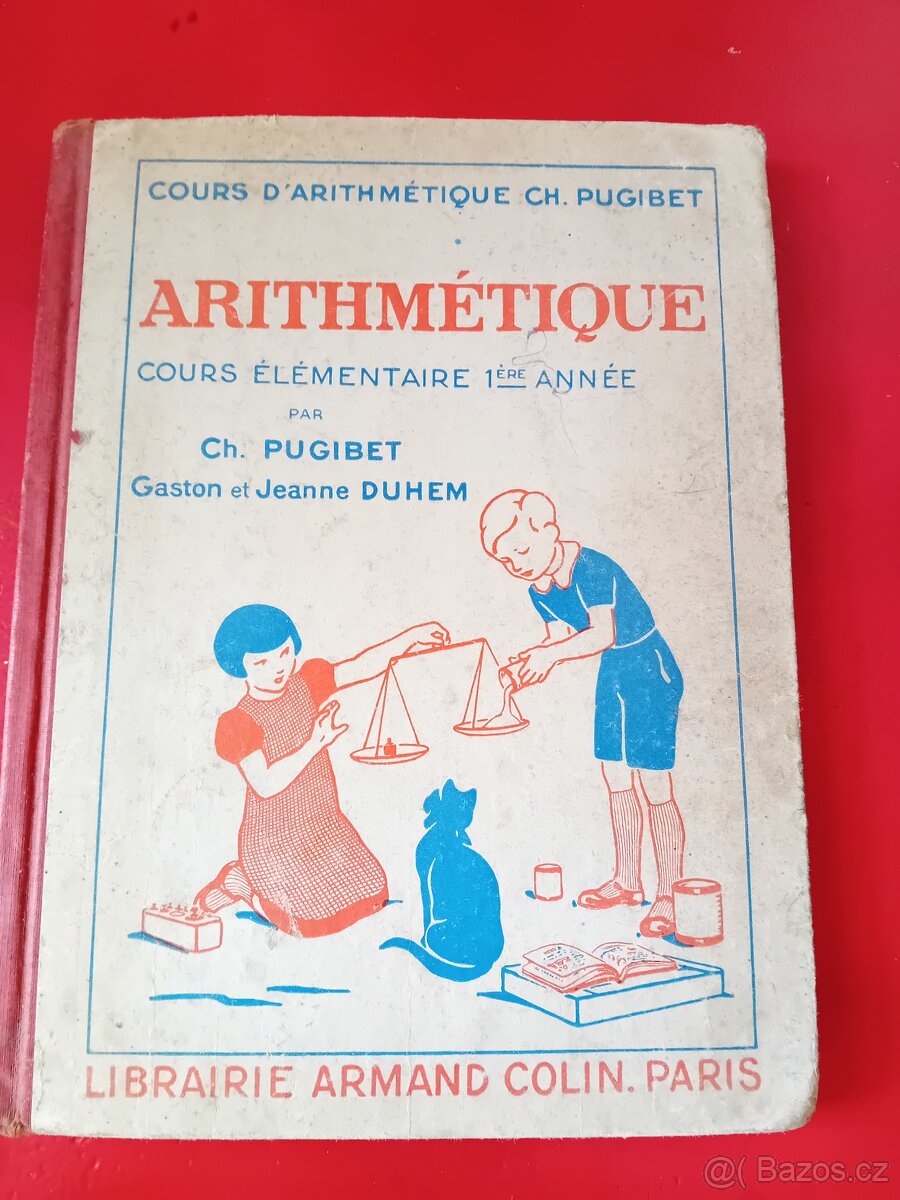 COURS D'ARITHMÉTIQUE CH. PUGIBET
ARITHMÉTIQUE
COURS ÉLÉMENTAIRE 1ÈRE ANNÉE
PAR
Ch. PUGIBET
Gaston et Jeanne DUHEM
LIBRAIRIE ARMAND COLIN. PARIS
@( Bazos.cz